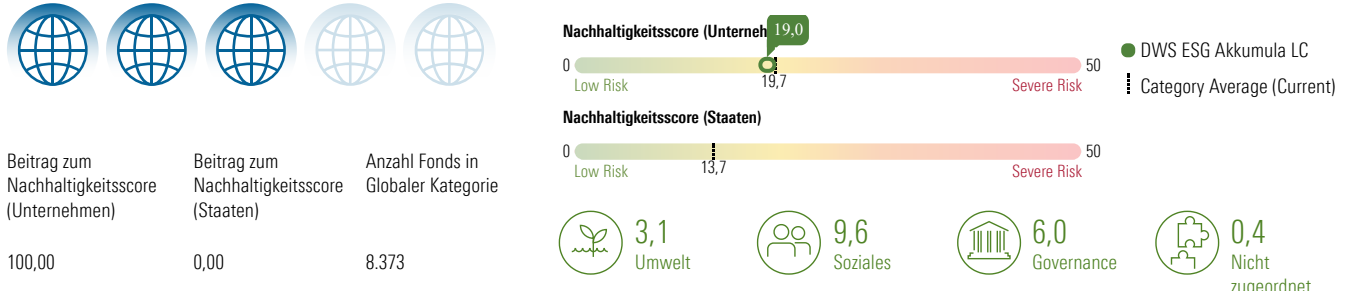 Beitrag zum
Nachhaltigkeitsscore
(Unternehmen)
100,00
Beitrag zum
Nachhaltigkeitsscore
(Staaten)
0,00
Anzahl Fonds in
Globaler Kategorie
8.373
Nachhaltigkeitsscore (Unterneh
19,0
0
50
Low Risk
19,7
Severe Risk
DWS ESG Akkumula LC
Category Average (Current)
Nachhaltigkeitsscore (Staaten)
0
50
Low Risk
13,7
Severe Risk
3,1
Umwelt
9,6
Soziales
6,0
Governance
0,4
Nicht
zugeordnet